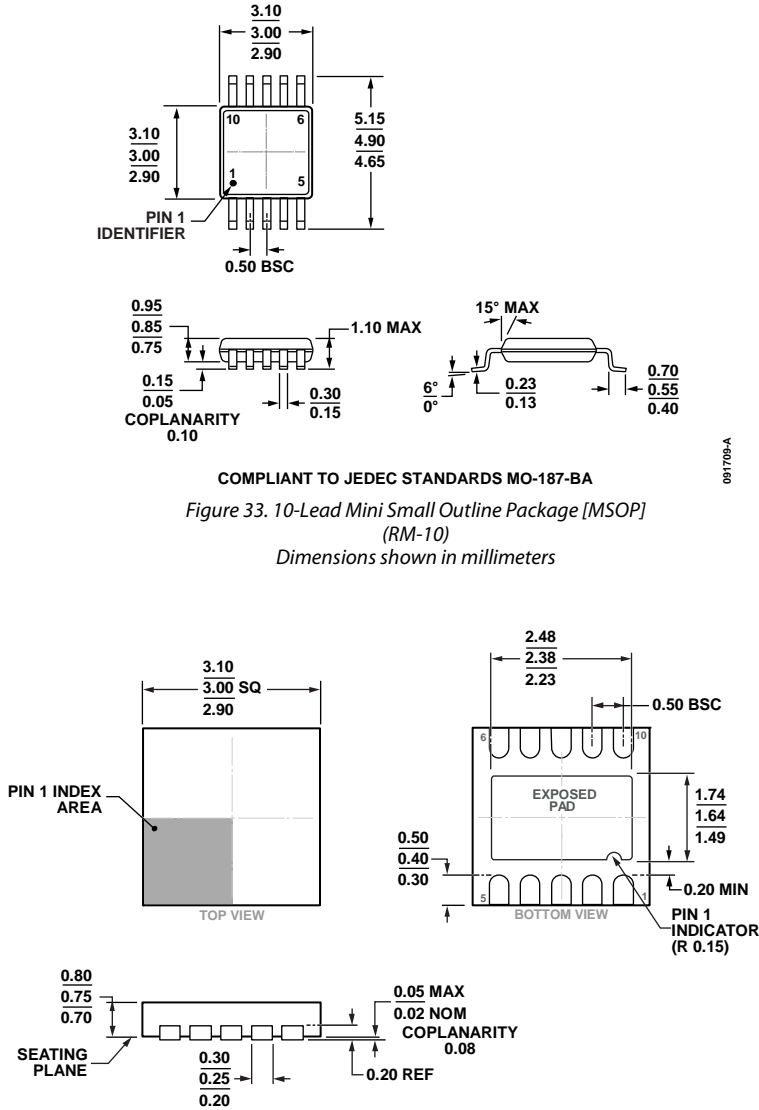 3.10
3.00
2.90
10
6
3.10
3.00
2.90
5.15
4.90
4.65
1
5
PIN 1
IDENTIFIER
0.50 BSC
0.95
0.85
0.75
1.10 MAX
15° MAX
0.15
0.05
COPLANARITY
0.10
0.30
0.15
6°
0°
0.23
0.13
0.70
0.55
0.40
COMPLIANT TO JEDEC STANDARDS MO-187-BA
091709-A
Figure 33. 10-Lead Mini Small Outline Package [MSOP]
(RM-10)
Dimensions shown in millimeters
3.10
3.00 SQ
2.90
PIN 1 INDEX
AREA
TOP VIEW
2.48
2.38
2.23
0.50 BSC
6
10
EXPOSED
PAD
1.74
1.64
1.49
0.50
0.40
0.30
0.20 MIN
5
1
BOTTOM VIEW
PIN 1
INDICATOR
(R 0.15)
0.80
0.75
0.70
0.05 MAX
0.02 NOM
COPLANARITY
0.08
SEATING
PLANE
0.30
0.25
0.20
0.20 REF